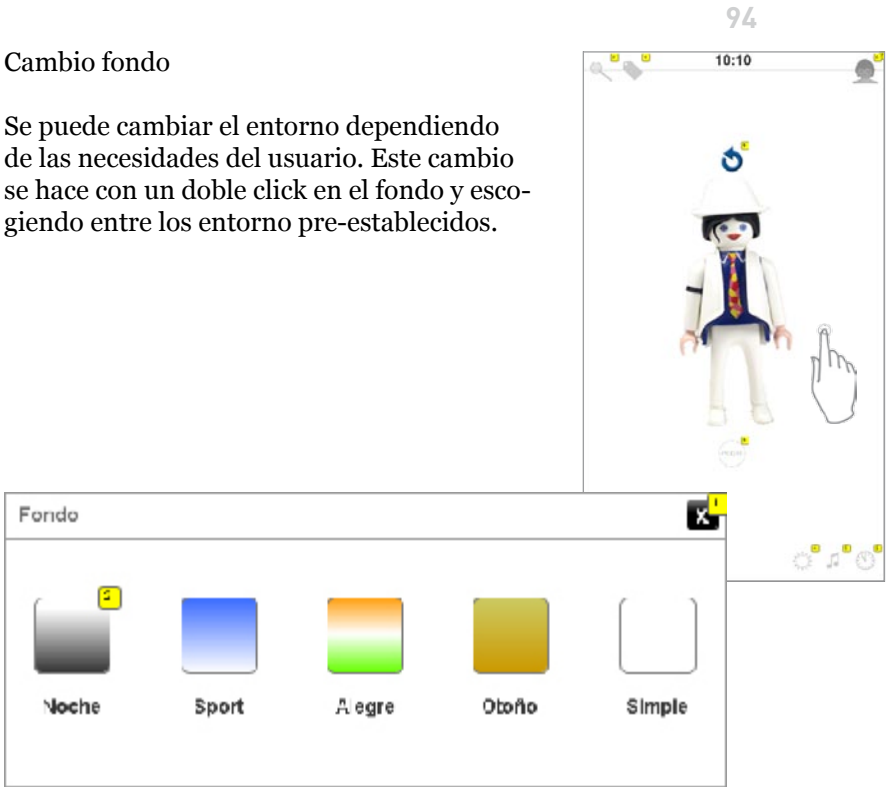 94
Cambio fondo
Se puede cambiar el entorno dependiendo
de las necesidades del usuario. Este cambio
se hace con un doble click en el fondo y esco-
giendo entre los entorno pre-establecidos.
10:10
Fondo
X
Noche
Sport
Alegre
Otoño
Simple